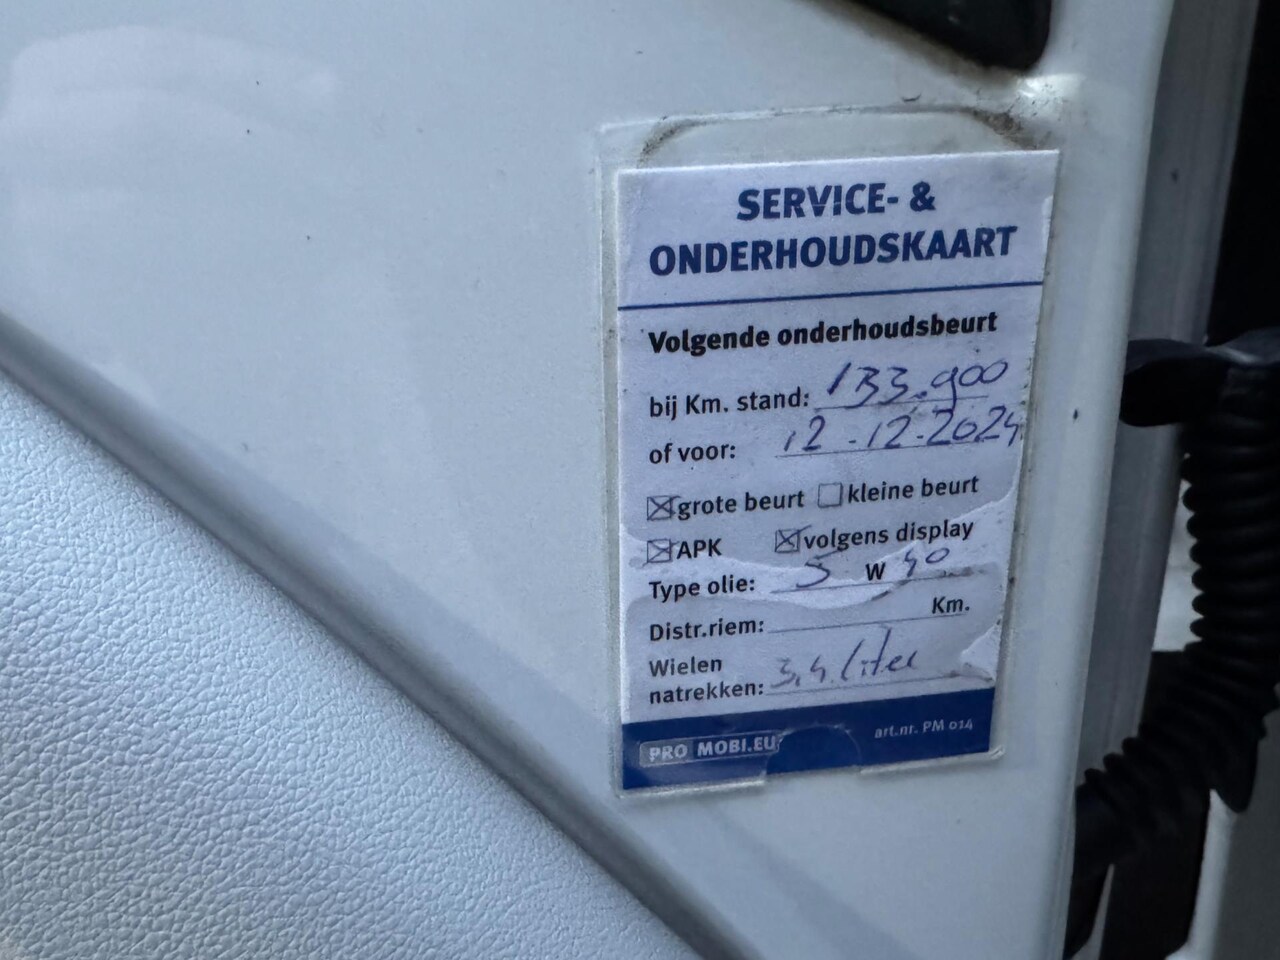 SERVICE- &
ONDERHOUDSKAART
Volgende onderhoudsbeurt
bij Km. stand: 133.900
of voor: 12-12-2024
grote beurt kleine beurt
APK volgens display
Type olie: 5 W 40
Distr.riem: Km.
Wielen
natrekken: 3,4 liter
PRO MOBI.EU art.nr. PM 014